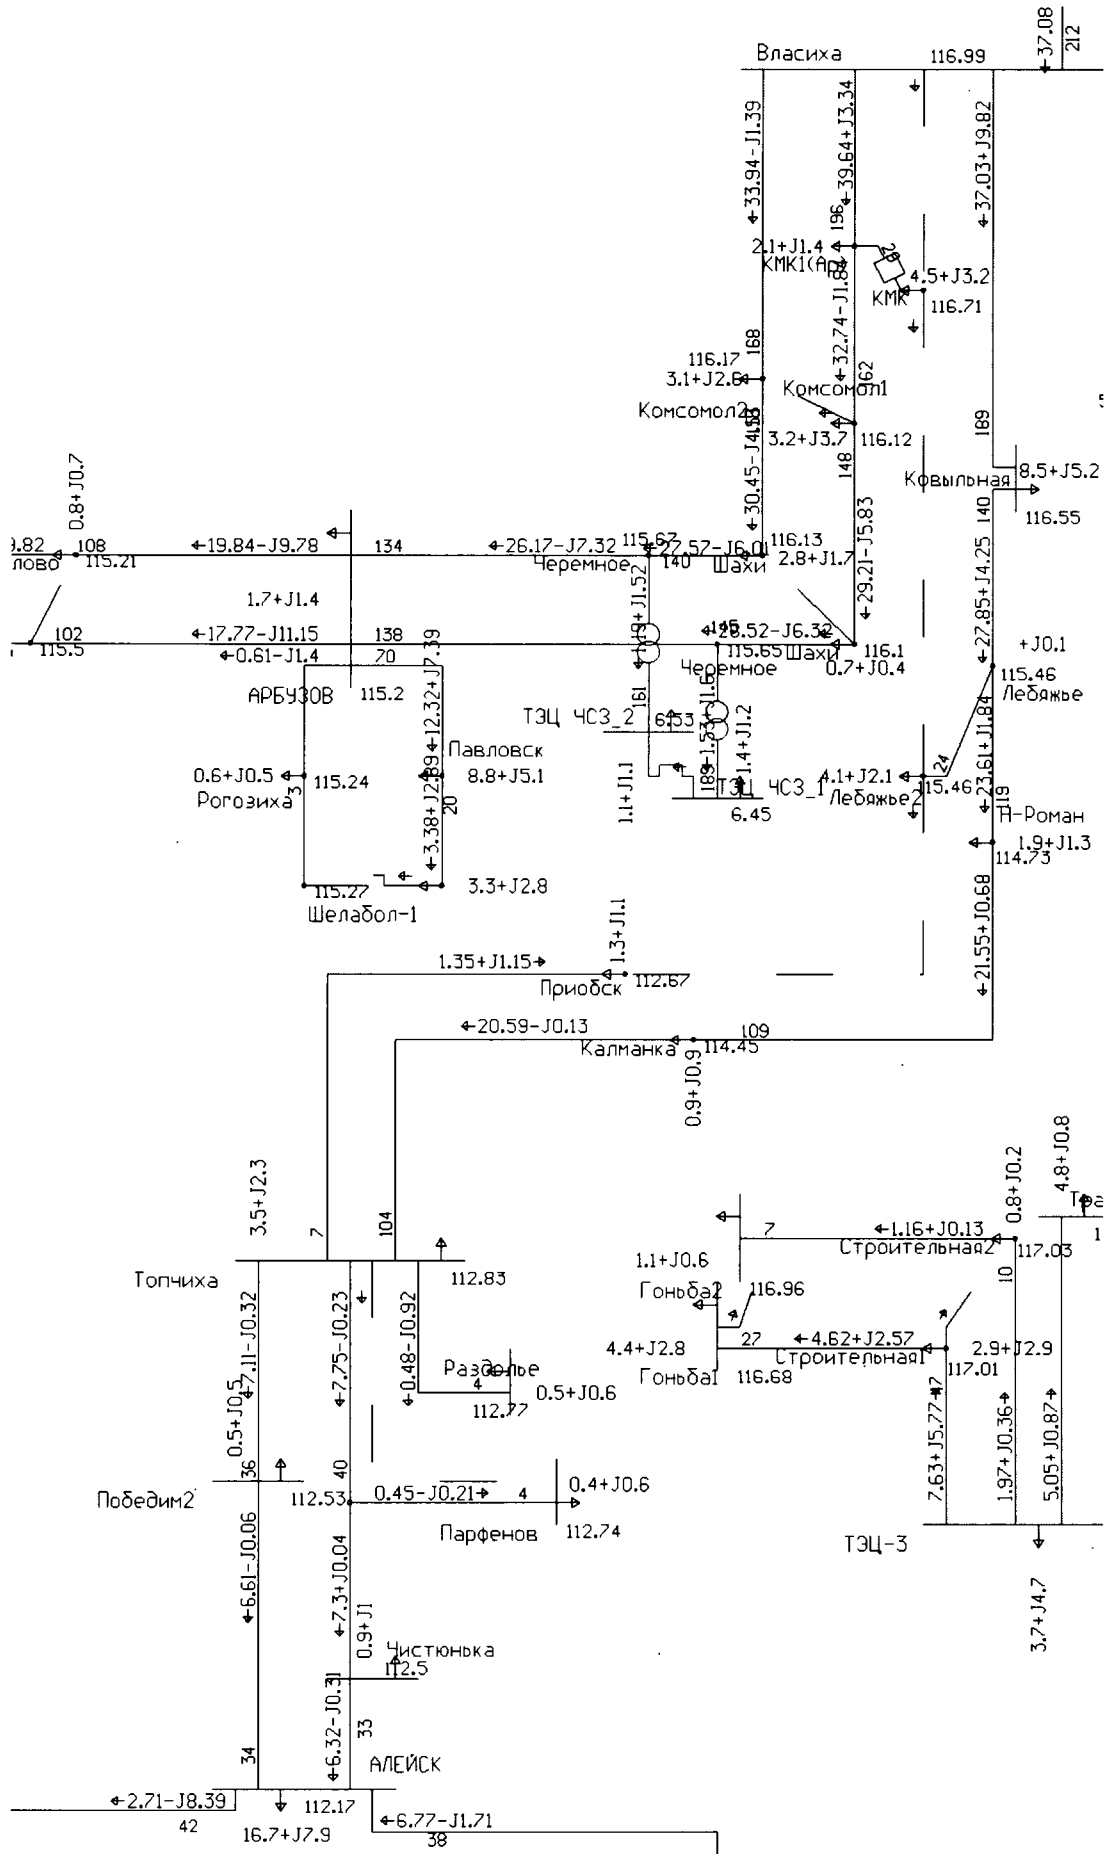 37.08
212
Власиха
116.99
←33.94-J1.39
←39.64+J3.34
←37.03+J9.82
196
2.1+J1.4
КМК1(Ар)
4.5+J3.2
КМК
116.71
←32.74-J1.84
168
116.17
3.1+J2.6
162
Комсомол1
Комсомол2
3.2+J3.7
116.12
189
148
Ковыльная
8.5+J5.2
140
116.55
0.8+J0.7
9.82
108
лово
115.21
←19.84-J9.78
134
←26.17-J7.32
115.67
Черемное
140
←27.57-J6.01
Шахи
116.13
2.8+J1.7
←29.21-J5.83
←27.85+J4.25
1.7+J1.4
102
115.5
←17.77-J11.15
138
←0.61-J1.4
70
115.65
Черемное
Шахи
116.1
0.7+J0.4
+J0.1
115.46
Лебяжье
АРБУЗОВ
115.2
←12.32+J7.39
161
ТЭЦ ЧСЗ_2
6.53
1.4+J1.2
←23.61+J1.84
Павловск
0.6+J0.5
115.24
8.8+J5.1
Рогозиха
3
20
1.1+J1.1
189
ТЭЦ ЧСЗ_1
6.45
4.1+J2.1
24
115.46
Лебяжье2
119
Н-Роман
1.9+J1.3
114.73
115.27
3.3+J2.8
Шелабол-1
←21.55+J0.68
1.35+J1.15→
1.3+J1.1
Приобск
112.67
←20.59-J0.13
Калманка
114.45
109
0.9+J0.9
3.5+J2.3
7
104
Топчиха
112.83
4.8+J0.8
0.8+J0.2
Тра
1
7
←1.16+J0.13
Строительная2
117.03
1.1+J0.6
Гоньба2
116.96
10
4.4+J2.8
27
←4.62+J2.57
Строительная1
2.9+J2.9
Гоньба1
116.68
117.01
←7.11-J0.32
←7.75-J0.23
←0.48-J0.92
Раздолье
4
0.5+J0.6
112.77
0.5+J0.5
36
40
Победим2
112.53
0.45-J0.21→
4
0.4+J0.6
Парфенов
112.74
7.63+J5.77→
1.97+J0.36→
5.05+J0.87→
ТЭЦ-3
3.7+J4.7
←6.61-J0.06
←7.3+J0.04
0.9+J1
Чистюнька
112.5
←6.32-J0.31
33
34
АЛЕЙСК
←2.71-J8.39
112.17
42
16.7+J7.9
←6.77-J1.71
38